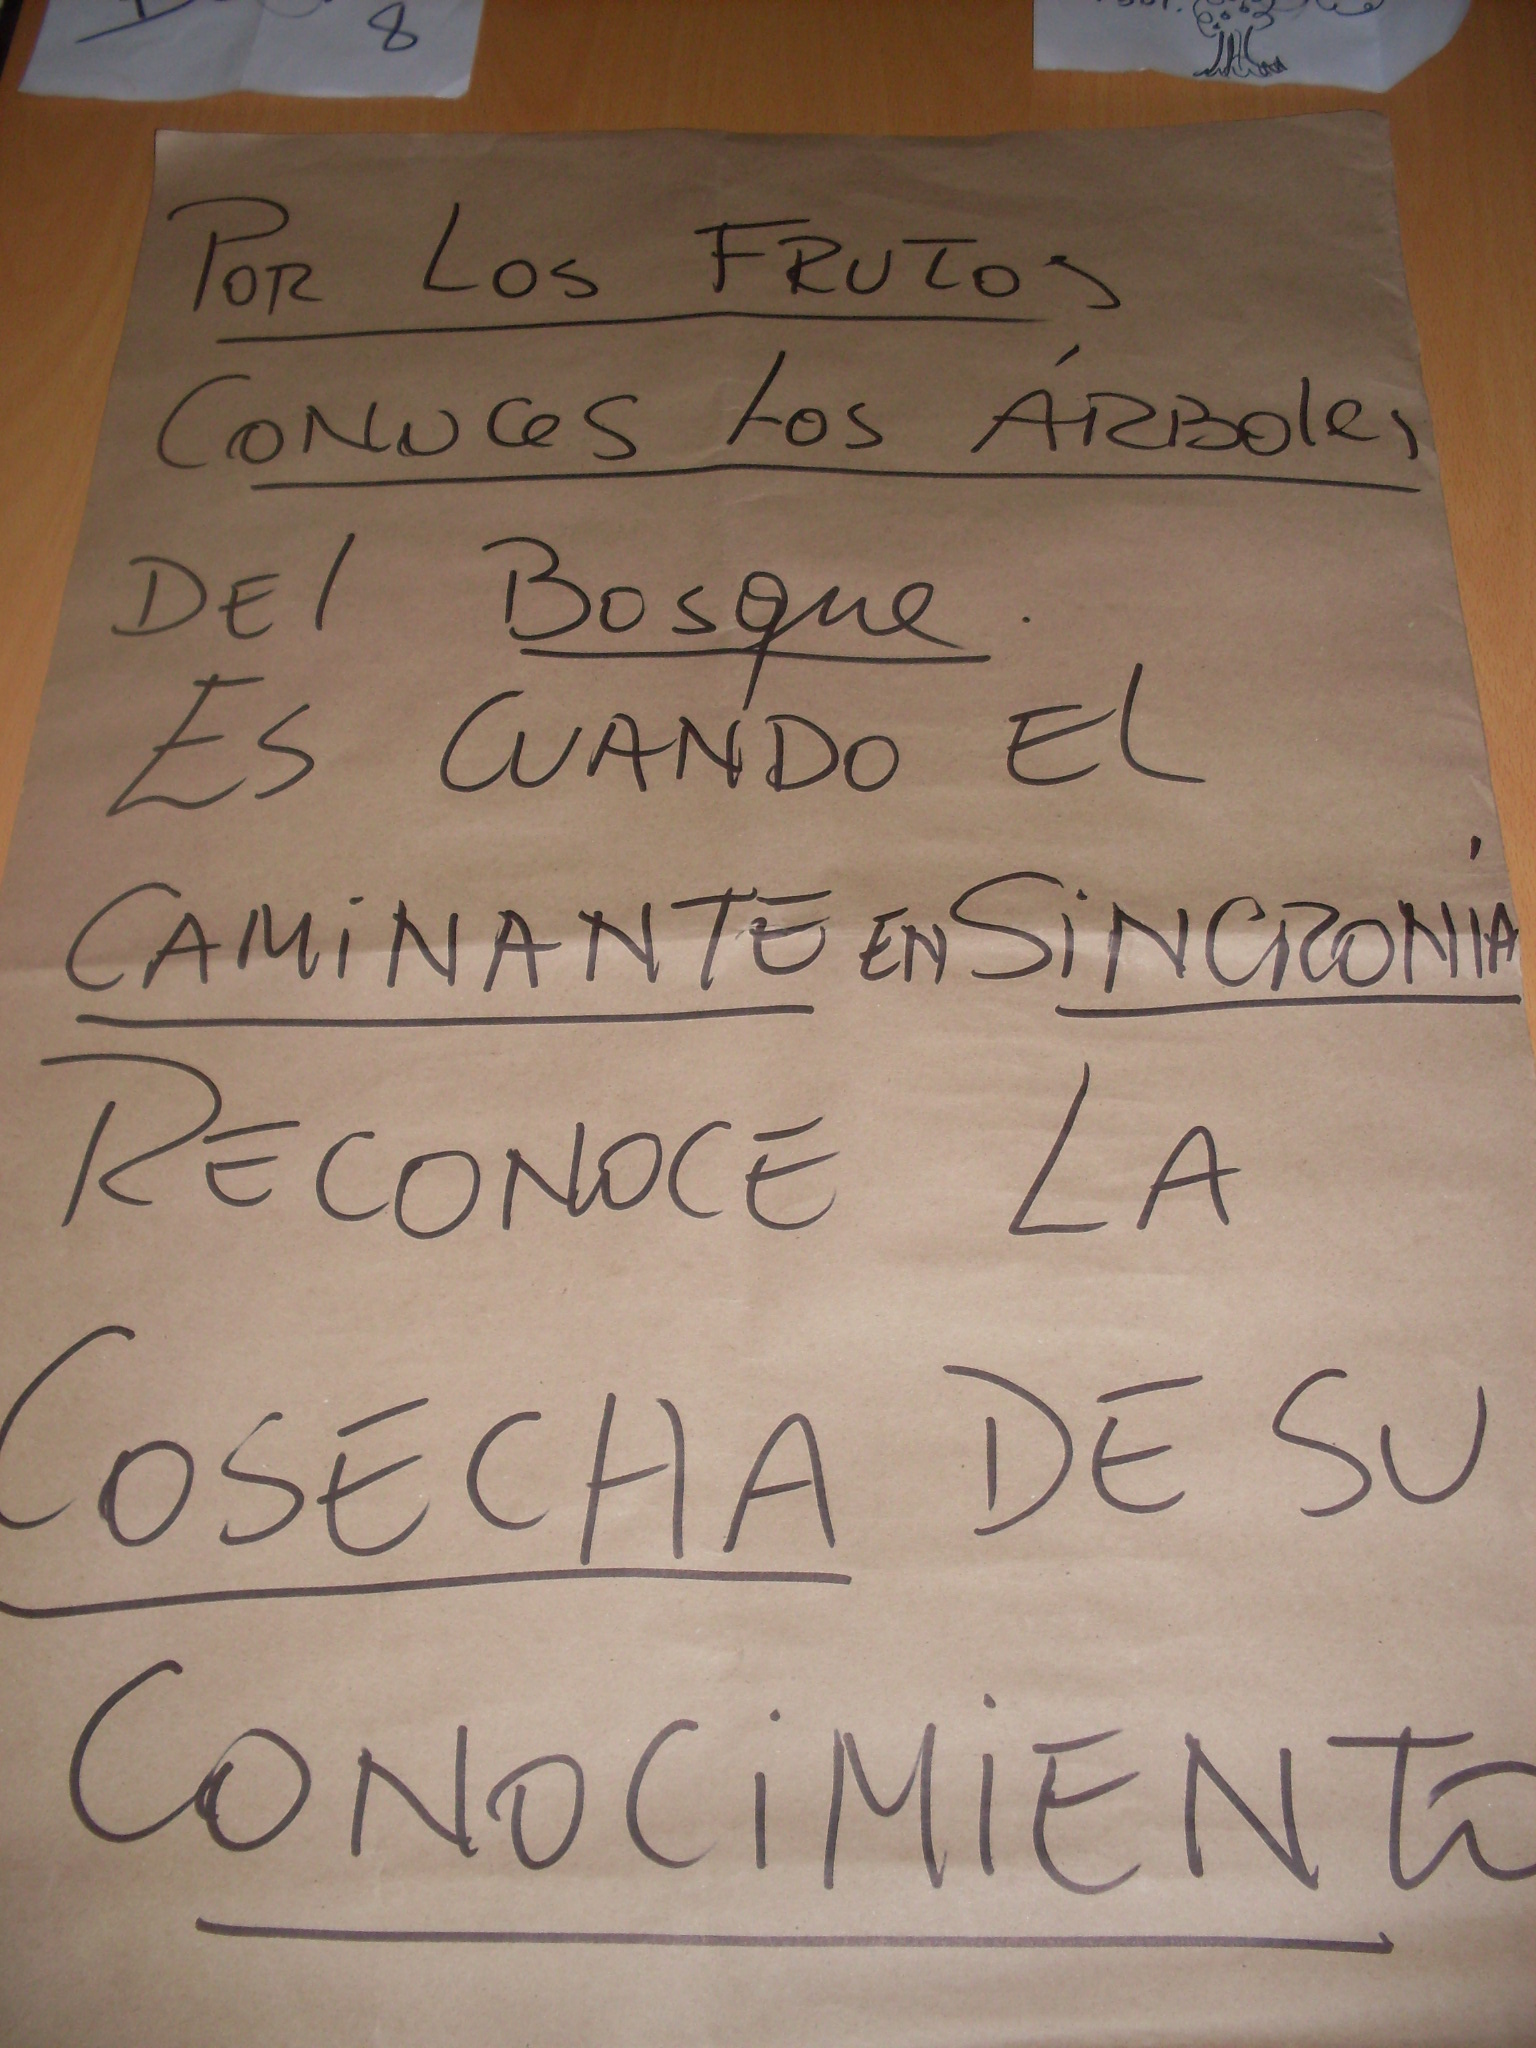 8
POR LOS FRUTOS
CONOCES LOS ÁRBOLES
DEL BOSQUE.
ES CUANDO EL
CAMINANTE EN SINCRONÍA
RECONOCE LA
COSECHA DE SU
CONOCIMIENTO